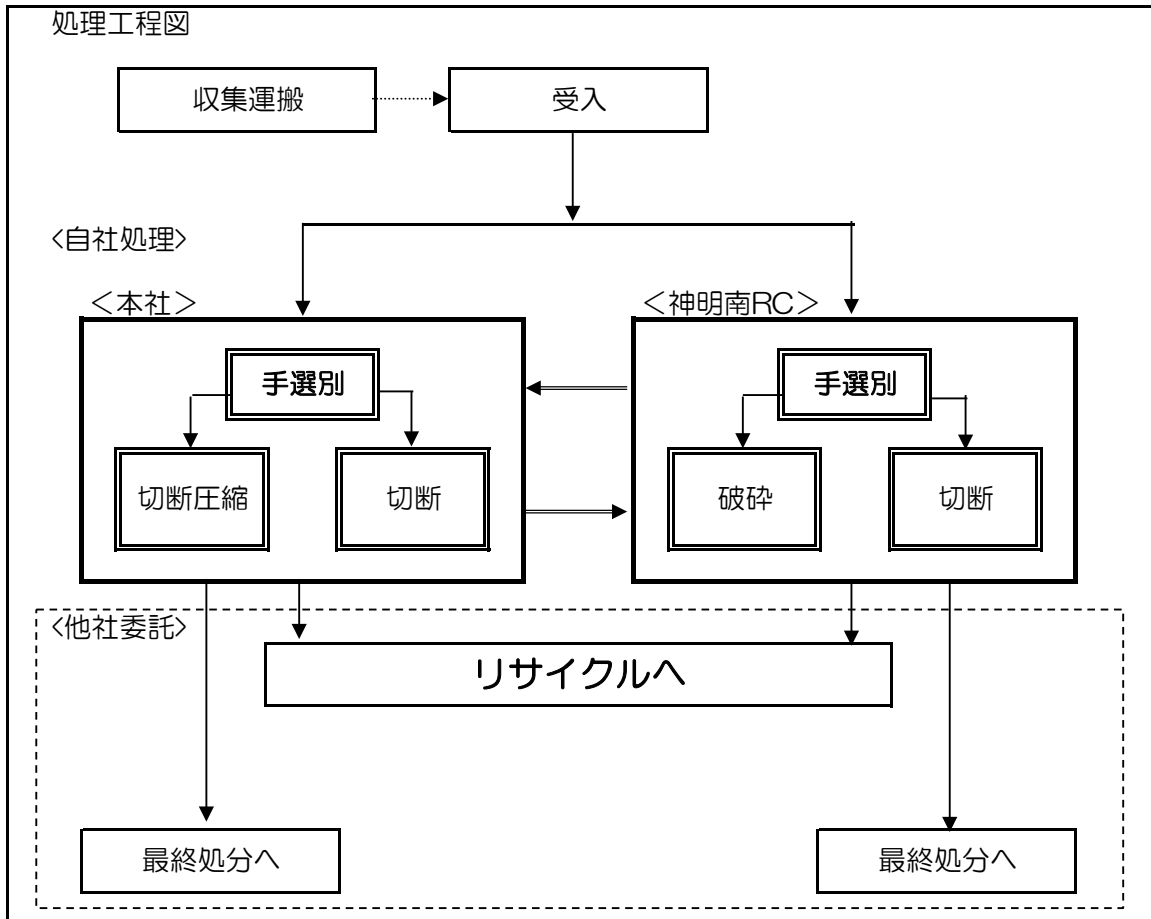 処理工程図
収集運搬
受入
<自社処理>
＜本社＞
＜神明南RC＞
手選別
手選別
切断圧縮
切断
破砕
切断
<他社委託>
リサイクルへ
最終処分へ
最終処分へ